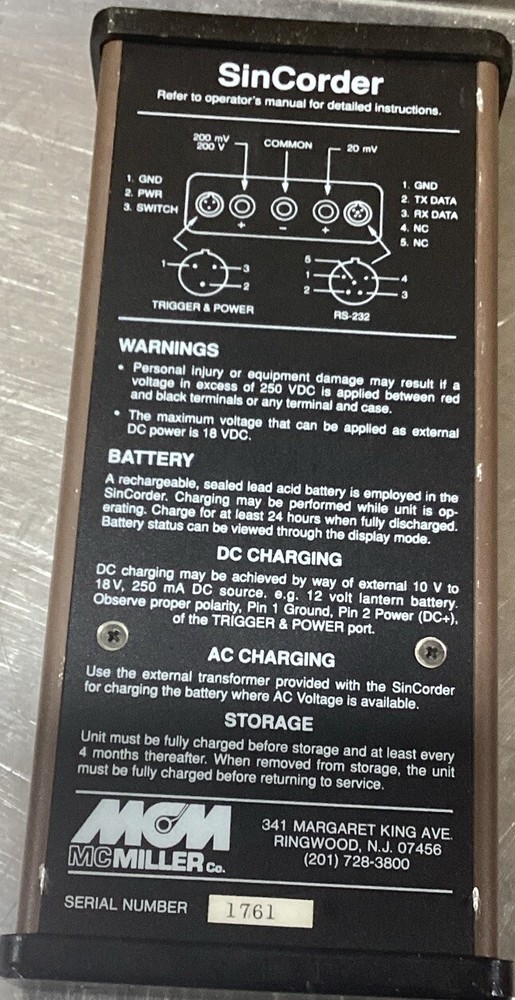 SinCorder
Refer to operator's manual for detailed instructions.
200 mV
200 V
COMMON
20 mV
1. GND
2. PWR
3. SWITCH
+
–
+
1. GND
2. TX DATA
3. RX DATA
4. NC
5. NC
1
3
2
TRIGGER & POWER
5
1
2
4
3
RS-232
WARNINGS
• Personal injury or equipment damage may result if a
voltage in excess of 250 VDC is applied between red
and black terminals or any terminal and case.
• The maximum voltage that can be applied as external
DC power is 18 VDC.
BATTERY
A rechargeable, sealed lead acid battery is employed in the
SinCorder. Charging may be performed while unit is op-
erating. Charge for at least 24 hours when fully discharged.
Battery status can be viewed through the display mode.
DC CHARGING
DC charging may be achieved by way of external 10 V to
18 V, 250 mA DC source. e.g. 12 volt lantern battery.
Observe proper polarity, Pin 1 Ground, Pin 2 Power (DC+),
of the TRIGGER & POWER port.
AC CHARGING
Use the external transformer provided with the SinCorder
for charging the battery where AC Voltage is available.
STORAGE
Unit must be fully charged before storage and at least every
4 months thereafter. When removed from storage, the unit
must be fully charged before returning to service.
MCM
MCMILLER Co.
341 MARGARET KING AVE.
RINGWOOD, N.J. 07456
(201) 728-3800
SERIAL NUMBER 1761